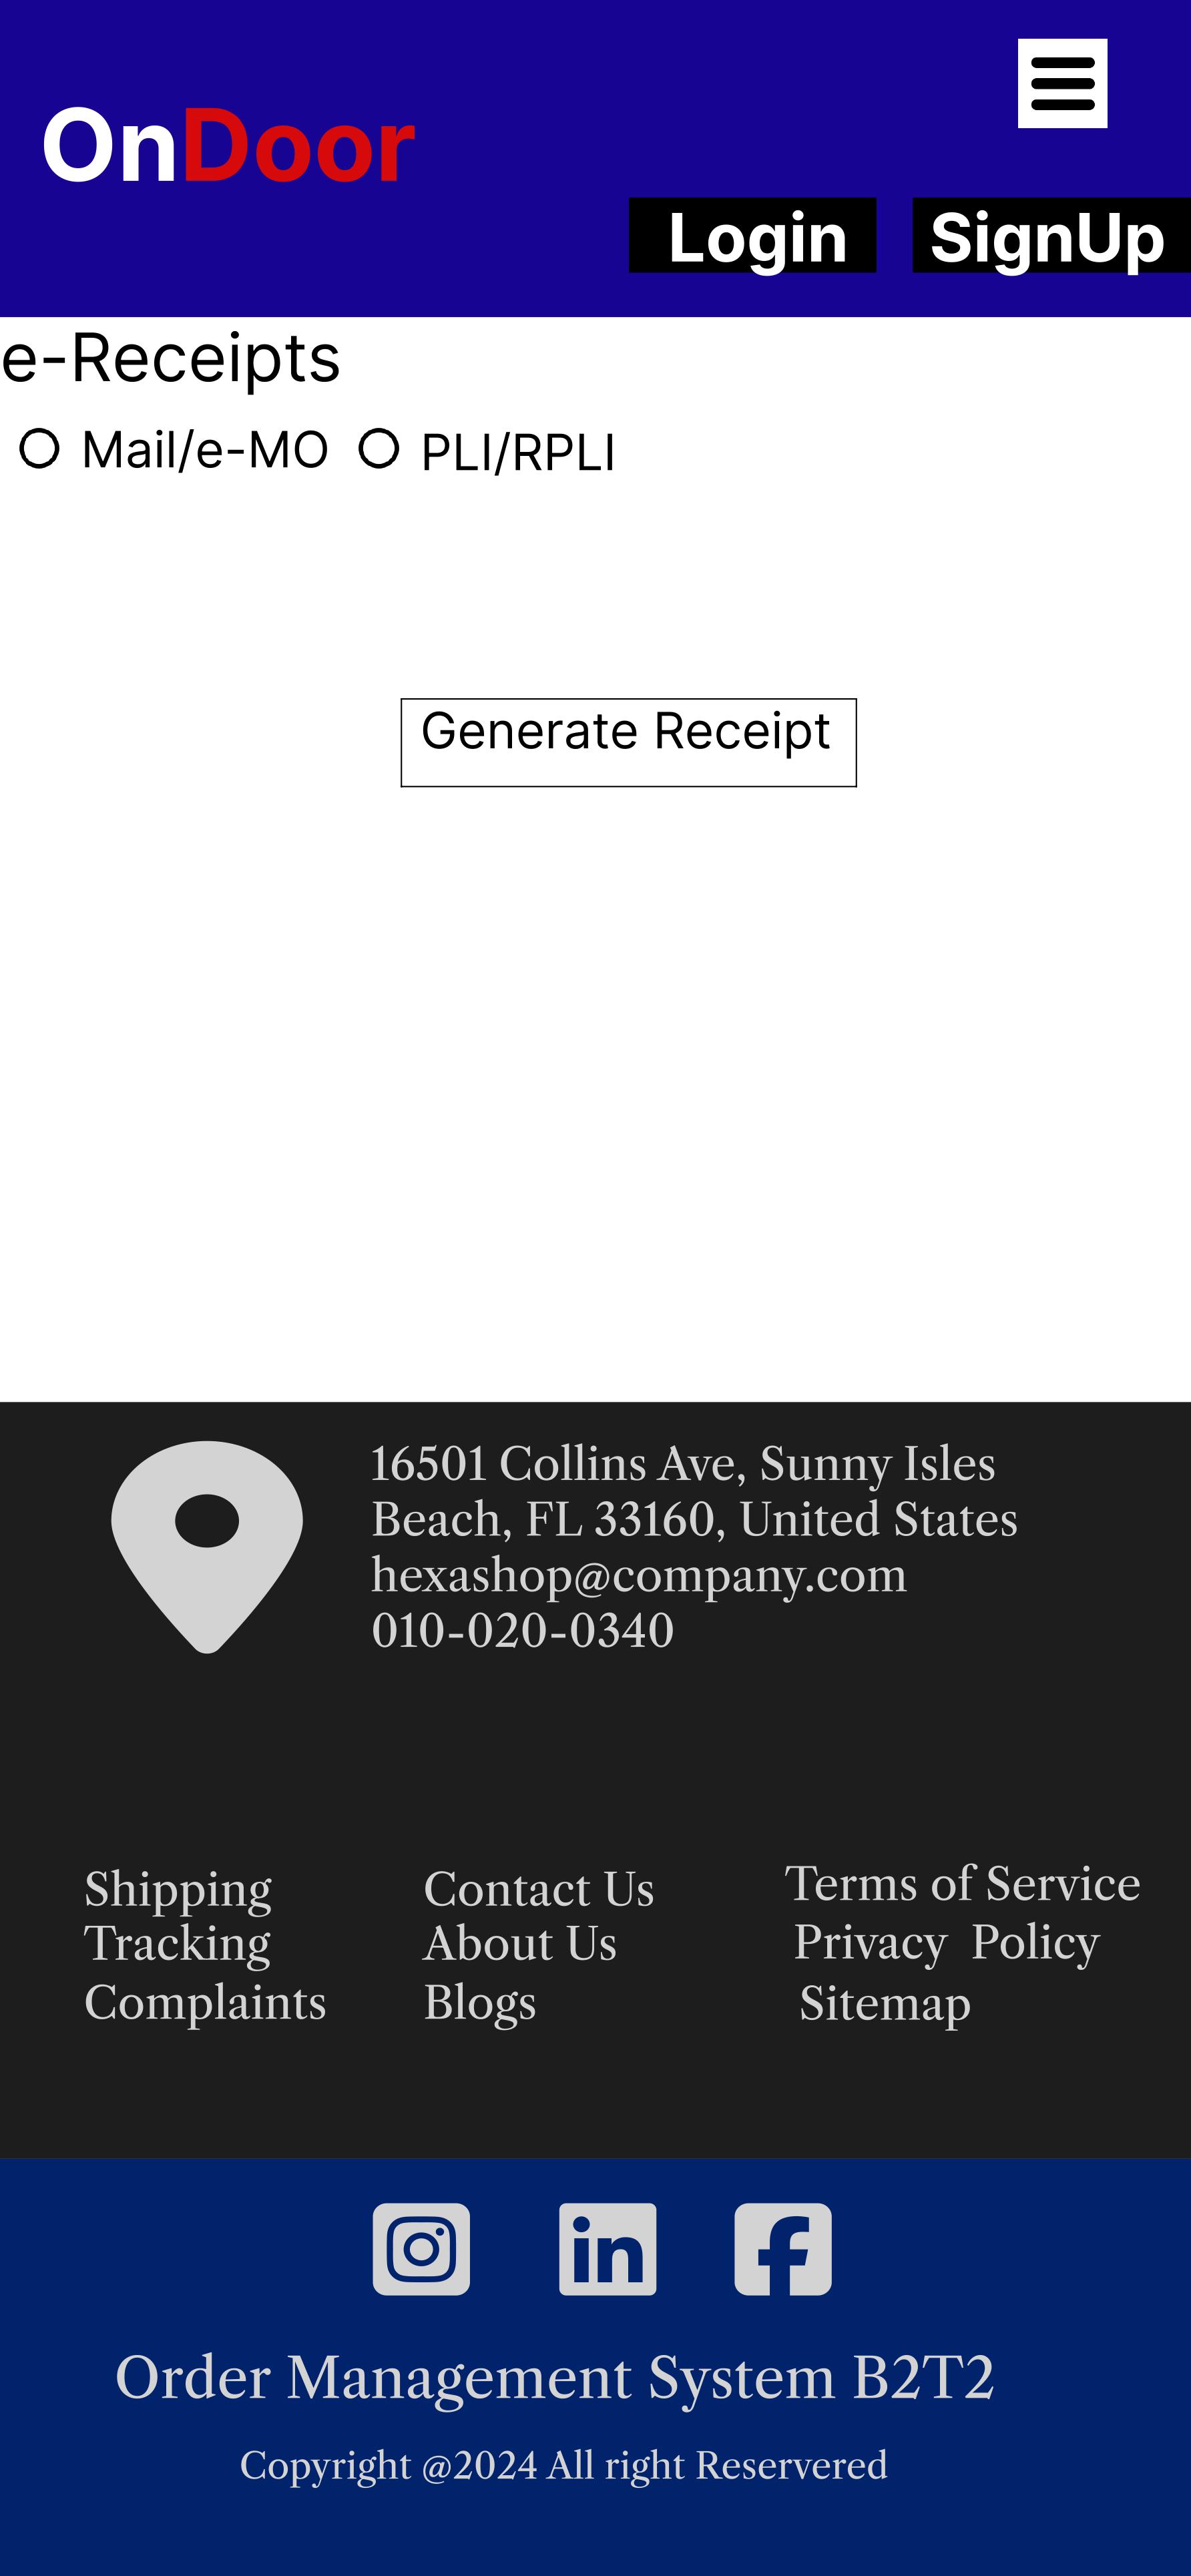 OnDoor
Login SignUp
e-Receipts
Mail/e-MO PLI/RPLI
Generate Receipt
16501 Collins Ave, Sunny Isles
Beach, FL 33160, United States
hexashop@company.com
010-020-0340
Shipping Contact Us Terms of Service
Tracking About Us Privacy Policy
Complaints Blogs Sitemap
Order Management System B2T2
Copyright @2024 All right Reservered